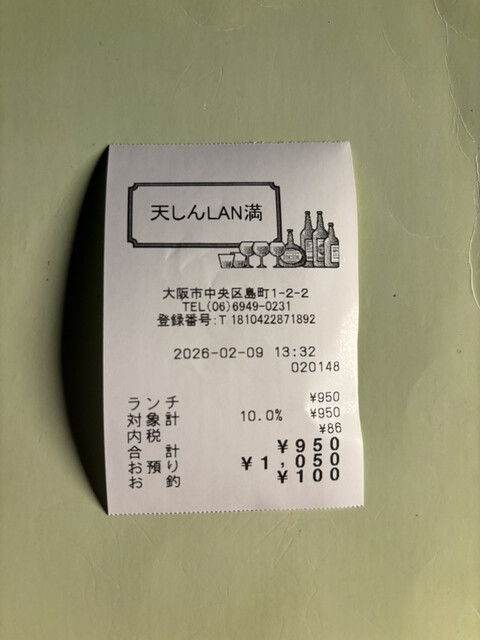 天しんLAN満
大阪市中央区島町1-2-2
TEL(06)6949-0231
登録番号:T1810422871892
2026-02-09 13:32
020148
ランチ ¥950
対象計 10.0% ¥950
内税 ¥86
合 計 ¥950
お預り ¥1,050
お 釣 ¥100